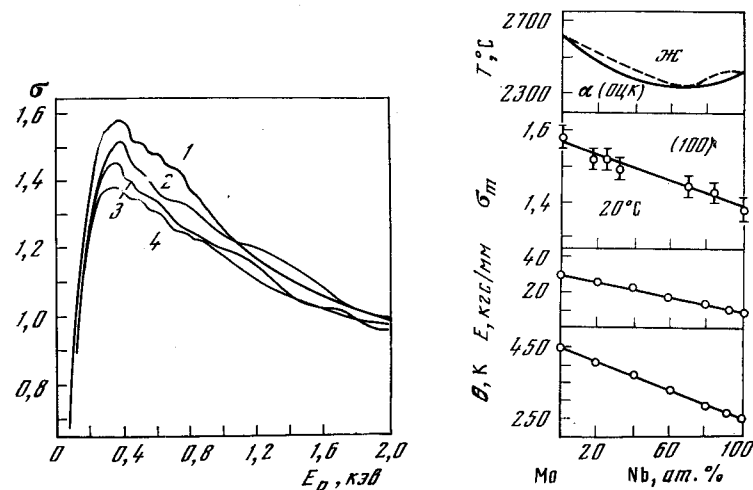 σ
1,6
1,4
1,2
1,0
0,8
0
0,4
0,8
1,2
1,6
2,0
E_p, кэв
1
2
3
4
T,°C
2700
2300
Ж
α (ОЦК)
σ_m
1,6
1,4
(100)
20°C
E, кгс/мм
40
20
θ, K
450
250
20
60
100
Mo
Nb, ат. %